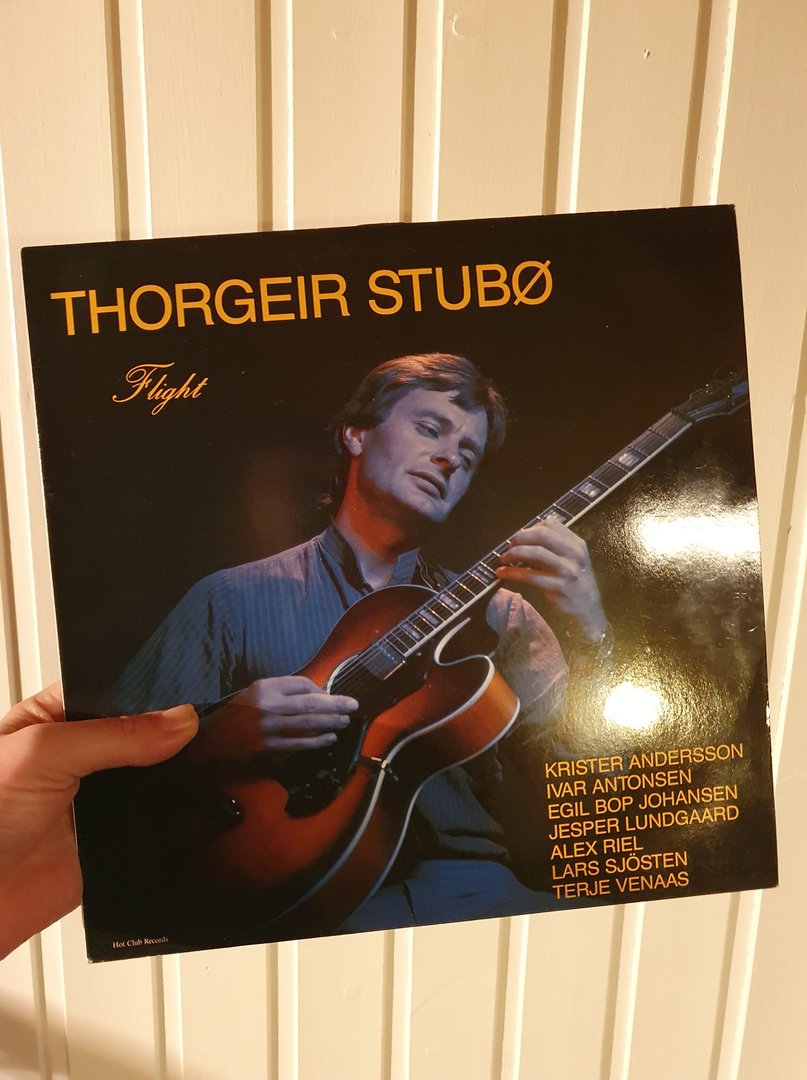 THORGEIR STUBØ
Flight
KRISTER ANDERSSON
IVAR ANTONSEN
EGIL BOP JOHANSEN
JESPER LUNDGAARD
ALEX RIEL
LARS SJÖSTEN
TERJE VENAAS
Hot Club Records